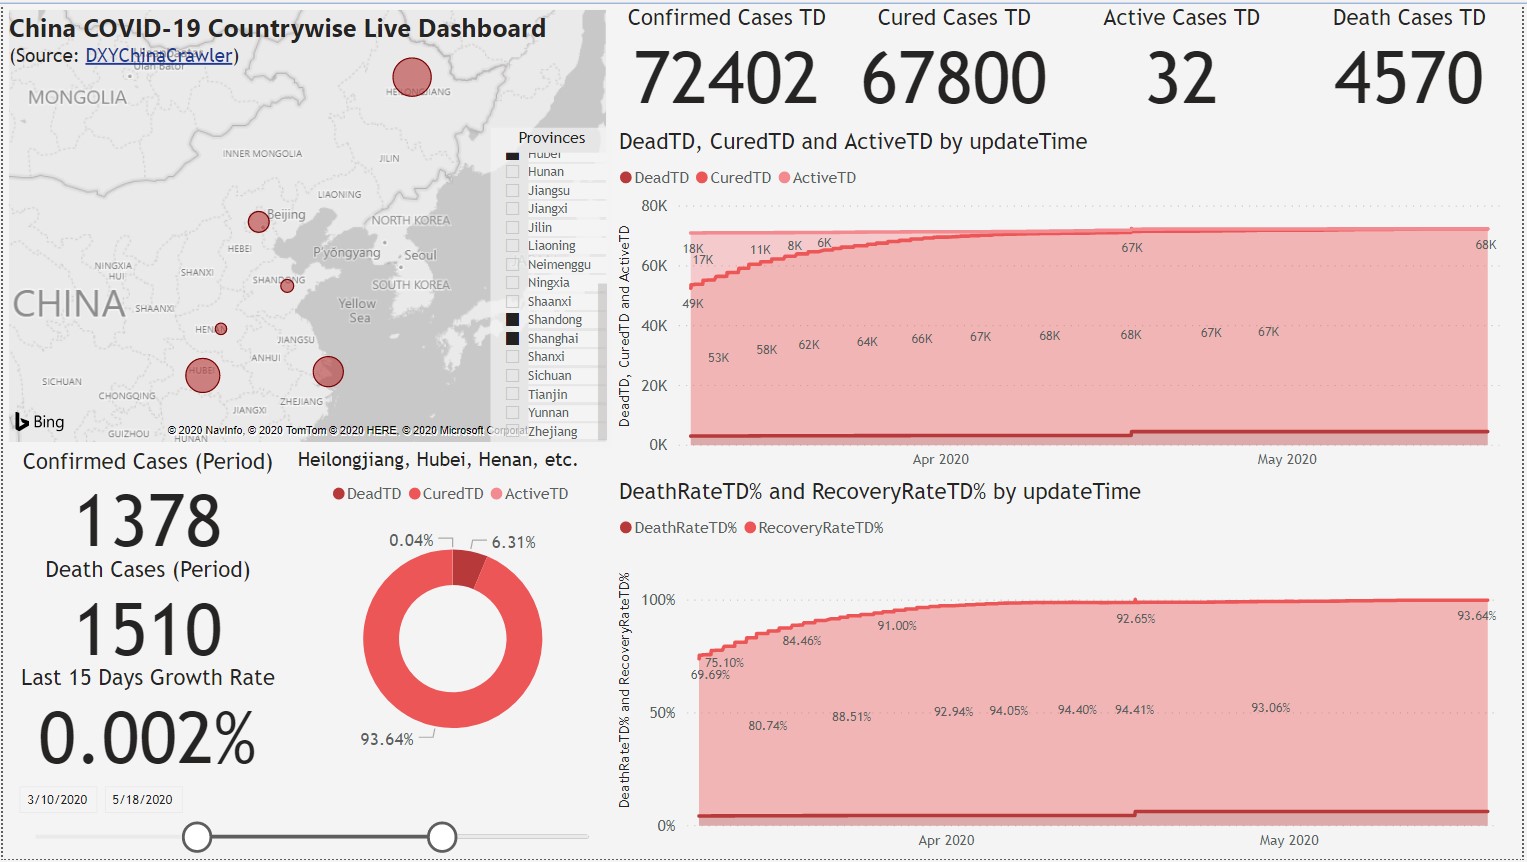 China COVID-19 Countrywise Live Dashboard
(Source: DXYChinaCrawler)
Ulan Bator
MONGOLIA
HEILONGJIANG
INNER MONGOLIA
JILIN
LIAONING
Beijing
NORTH KOREA
HEBEI
P'yŏngyang
Seoul
NINGXIA
HUI
SHANXI
SHANDONG
SOUTH KOREA
CHINA
SHAANXI
Yellow
Sea
HENAN
JIANGSU
ANHUI
HUBEI
SICHUAN
CHONGQING
ZHEJIANG
JIANGXI
GUIZHOU
HUNAN
Bing
© 2020 NavInfo, © 2020 TomTom © 2020 HERE, © 2020 Microsoft Corporat
Provinces
Hubei
Hunan
Jiangsu
Jiangxi
Jilin
Liaoning
Neimenggu
Ningxia
Shaanxi
Shandong
Shanghai
Shanxi
Sichuan
Tianjin
Yunnan
Zhejiang
Confirmed Cases TD
72402
Cured Cases TD
67800
Active Cases TD
32
Death Cases TD
4570
DeadTD, CuredTD and ActiveTD by updateTime
DeadTD CuredTD ActiveTD
DeadTD, CuredTD and ActiveTD
80K
60K
40K
20K
0K
18K
17K
11K
8K
6K
67K
68K
49K
53K
58K
62K
64K
66K
67K
68K
68K
67K
67K
Apr 2020
May 2020
Confirmed Cases (Period)
1378
Death Cases (Period)
1510
Last 15 Days Growth Rate
0.002%
3/10/2020
5/18/2020
Heilongjiang, Hubei, Henan, etc.
DeadTD CuredTD ActiveTD
0.04%
6.31%
93.64%
DeathRateTD% and RecoveryRateTD% by updateTime
DeathRateTD% RecoveryRateTD%
DeathRateTD% and RecoveryRateTD%
100%
50%
0%
69.69%
75.10%
80.74%
84.46%
88.51%
91.00%
92.94%
94.05%
94.40%
94.41%
92.65%
93.06%
93.64%
Apr 2020
May 2020